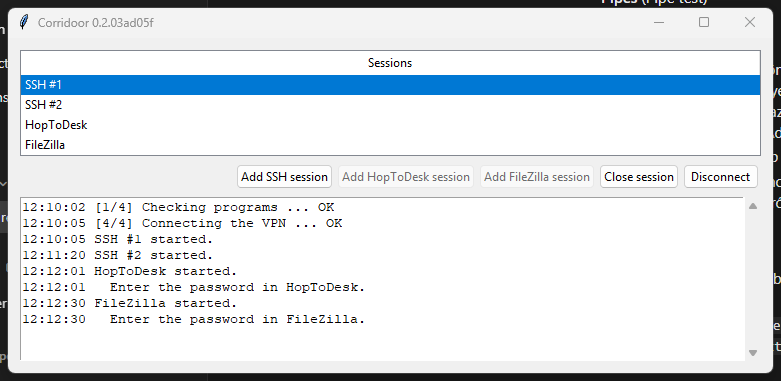 Pipes (Pipe test)
Corridoor 0.2.03ad05f
Sessions
SSH #1
SSH #2
HopToDesk
FileZilla
Add SSH session
Add HopToDesk session
Add FileZilla session
Close session
Disconnect
12:10:02 [1/4] Checking programs ... OK
12:10:05 [4/4] Connecting the VPN ... OK
12:10:05 SSH #1 started.
12:11:20 SSH #2 started.
12:12:01 HopToDesk started.
12:12:01   Enter the password in HopToDesk.
12:12:30 FileZilla started.
12:12:30   Enter the password in FileZilla.